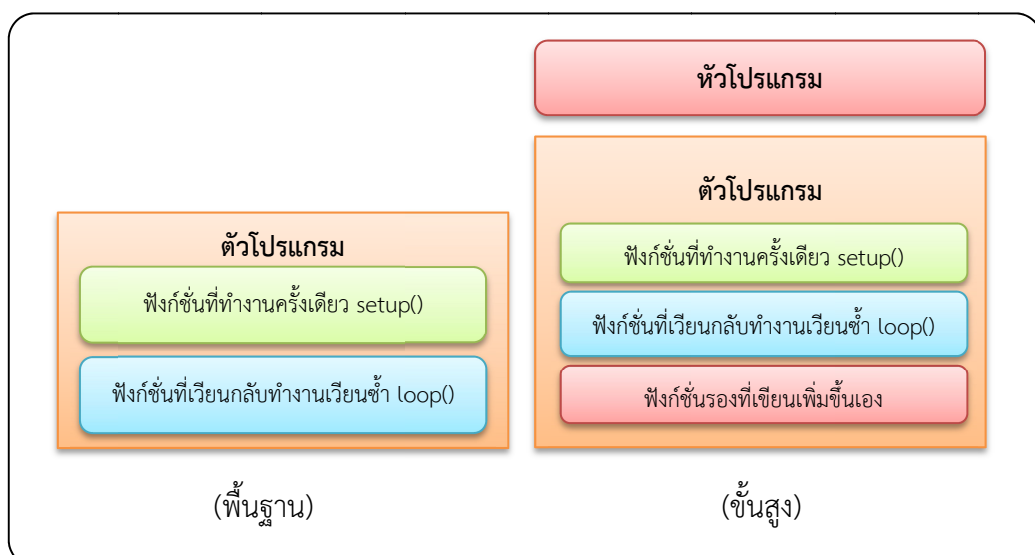 หัวโปรแกรม
ตัวโปรแกรม
ฟังก์ชั่นที่ทำงานครั้งเดียว setup()
ฟังก์ชั่นที่เวียนกลับทำงานเวียนซ้ำ loop()
(พื้นฐาน)
ตัวโปรแกรม
ฟังก์ชั่นที่ทำงานครั้งเดียว setup()
ฟังก์ชั่นที่เวียนกลับทำงานเวียนซ้ำ loop()
ฟังก์ชั่นรองที่เขียนเพิ่มขึ้นเอง
(ขั้นสูง)